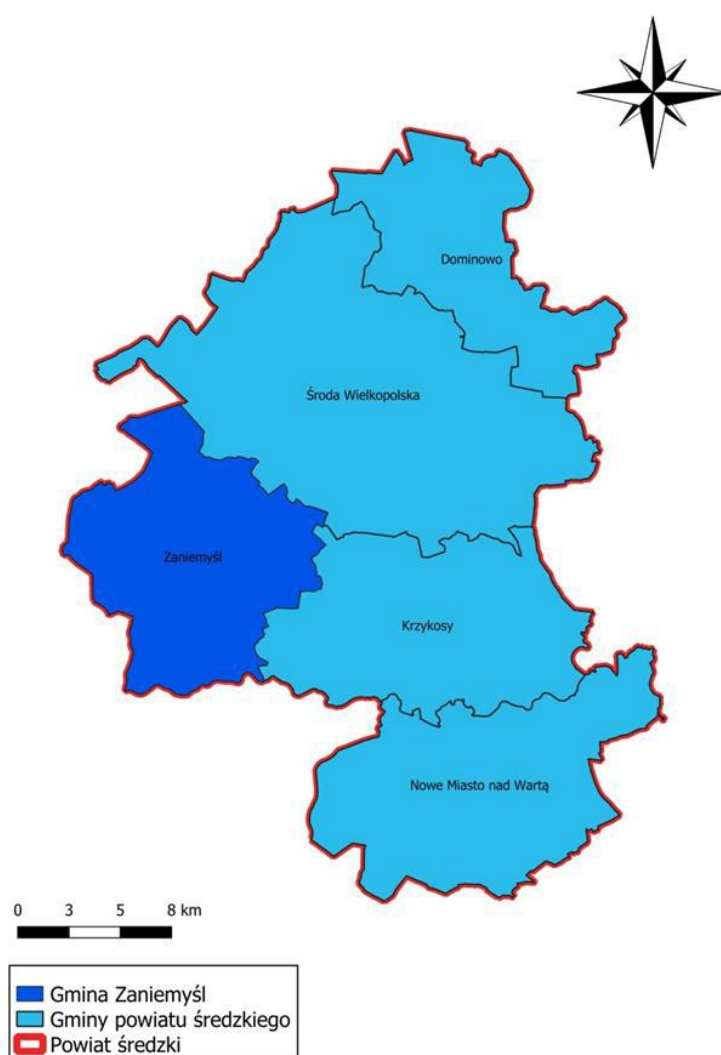 Dominowo
Środa Wielkopolska
Zaniemyśl
Krzykosy
Nowe Miasto nad Wartą
0 3 5 8 km
Gmina Zaniemyśl
Gminy powiatu średzkiego
Powiat średzki